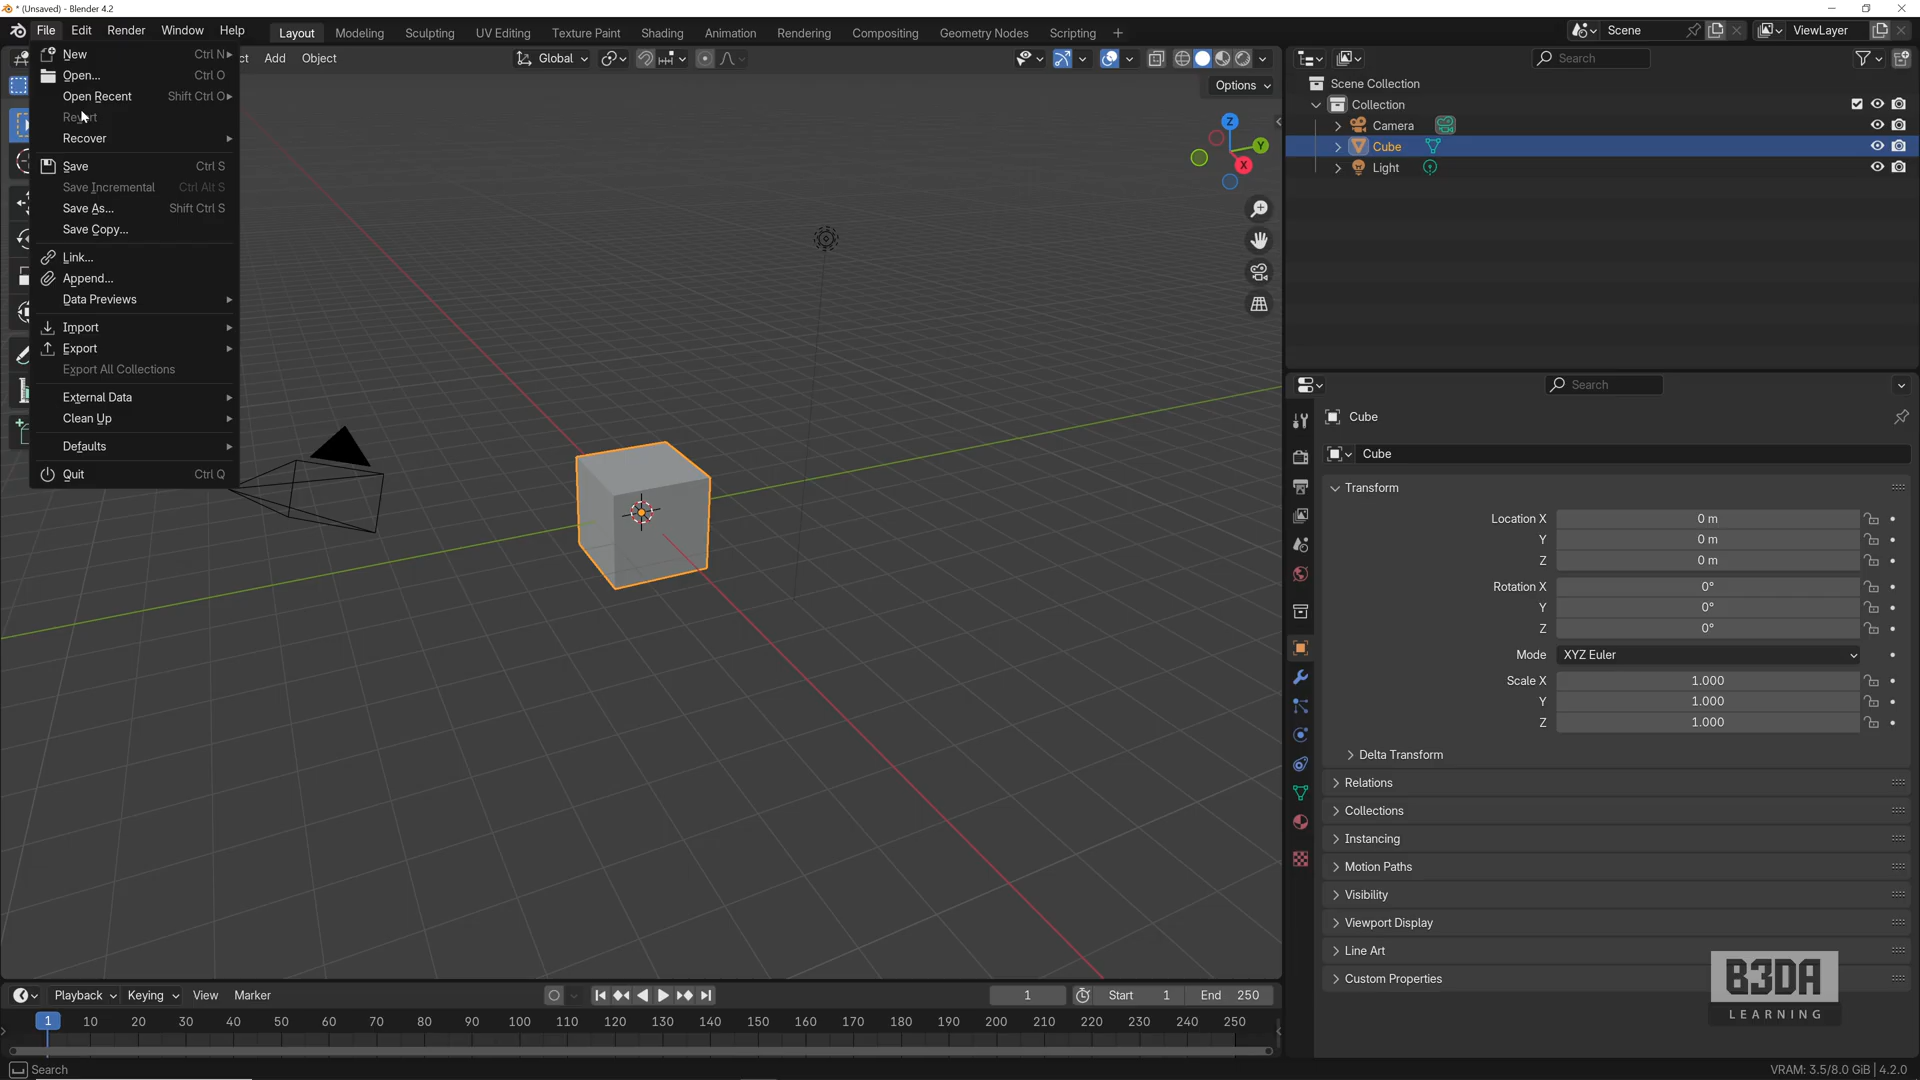 * (Unsaved) - Blender 4.2
File Edit Render Window Help Layout Modeling Sculpting UV Editing Texture Paint Shading Animation Rendering Compositing Geometry Nodes Scripting + Scene ViewLayer
New Ctrl N
Open... Ctrl O
Open Recent Shift Ctrl O
Revert
Recover
Save Ctrl S
Save Incremental Ctrl Alt S
Save As... Shift Ctrl S
Save Copy...
Link...
Append...
Data Previews
Import
Export
Export All Collections
External Data
Clean Up
Defaults
Quit Ctrl Q
ct Add Object Global
Options
Z
Y
X
Search
Scene Collection
Collection
Camera
Cube
Light
Search
Cube
Cube
Transform
Location X 0 m
Y 0 m
Z 0 m
Rotation X 0°
Y 0°
Z 0°
Mode XYZ Euler
Scale X 1.000
Y 1.000
Z 1.000
Delta Transform
Relations
Collections
Instancing
Motion Paths
Visibility
Viewport Display
Line Art
Custom Properties
B3DA
LEARNING
Playback Keying View Marker 1 Start 1 End 250
1 10 20 30 40 50 60 70 80 90 100 110 120 130 140 150 160 170 180 190 200 210 220 230 240 250
Search VRAM: 3.5/8.0 GiB | 4.2.0